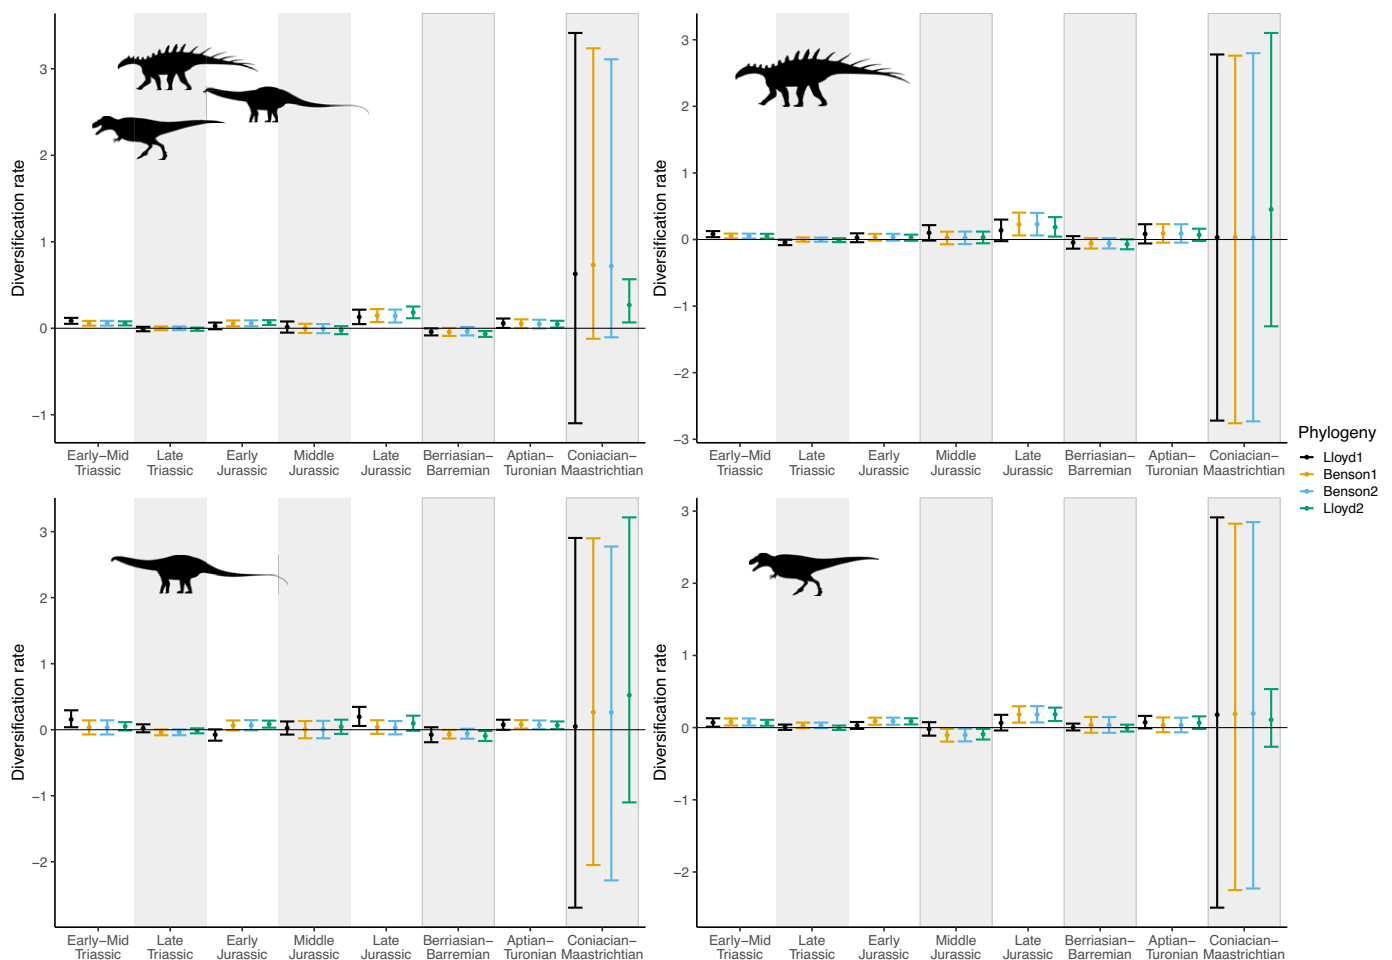 Diversification rate
3
2
1
0
−1
Early−Mid
Triassic
Late
Triassic
Early
Jurassic
Middle
Jurassic
Late
Jurassic
Berriasian−
Barremian
Aptian−
Turonian
Coniacian−
Maastrichtian
Diversification rate
3
2
1
0
−1
−2
−3
Early−Mid
Triassic
Late
Triassic
Early
Jurassic
Middle
Jurassic
Late
Jurassic
Berriasian−
Barremian
Aptian−
Turonian
Coniacian−
Maastrichtian
Phylogeny
Lloyd1
Benson1
Benson2
Lloyd2
Diversification rate
3
2
1
0
−1
−2
Early−Mid
Triassic
Late
Triassic
Early
Jurassic
Middle
Jurassic
Late
Jurassic
Berriasian−
Barremian
Aptian−
Turonian
Coniacian−
Maastrichtian
Diversification rate
3
2
1
0
−1
−2
Early−Mid
Triassic
Late
Triassic
Early
Jurassic
Middle
Jurassic
Late
Jurassic
Berriasian−
Barremian
Aptian−
Turonian
Coniacian−
Maastrichtian